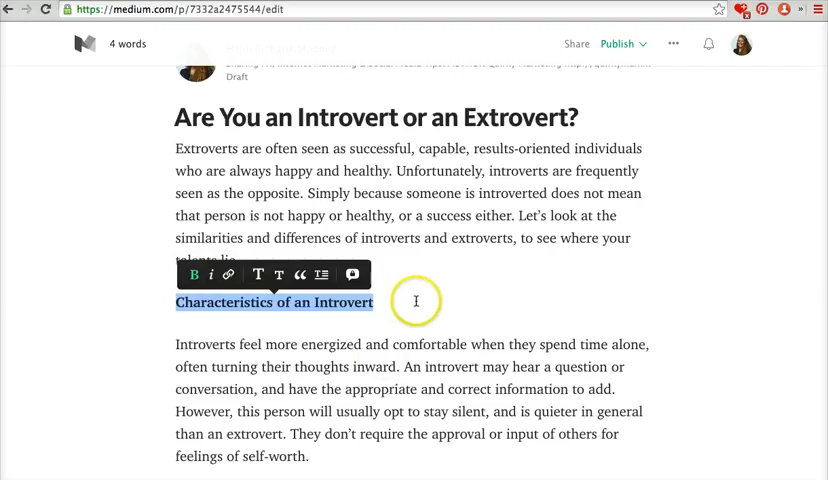 https://medium.com/p/7332a2475544/edit
4 words
Share Publish
Draft
Are You an Introvert or an Extrovert?
Extroverts are often seen as successful, capable, results-oriented individuals
who are always happy and healthy. Unfortunately, introverts are frequently
seen as the opposite. Simply because someone is introverted does not mean
that person is not happy or healthy, or a success either. Let's look at the
similarities and differences of introverts and extroverts, to see where your
talents lie.
B i T T
Characteristics of an Introvert
Introverts feel more energized and comfortable when they spend time alone,
often turning their thoughts inward. An introvert may hear a question or
conversation, and have the appropriate and correct information to add.
However, this person will usually opt to stay silent, and is quieter in general
than an extrovert. They don't require the approval or input of others for
feelings of self-worth.